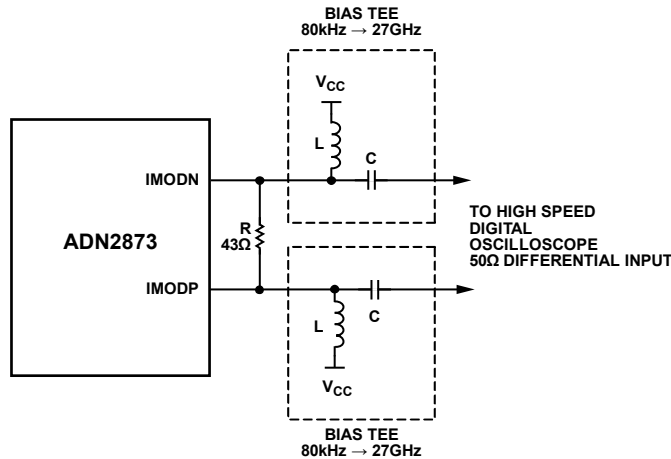 BIAS TEE
80kHz → 27GHz
VCC
L
C
IMODN
ADN2873
R
43Ω
TO HIGH SPEED
DIGITAL
OSCILLOSCOPE
50Ω DIFFERENTIAL INPUT
IMODP
C
L
VCC
BIAS TEE
80kHz → 27GHz